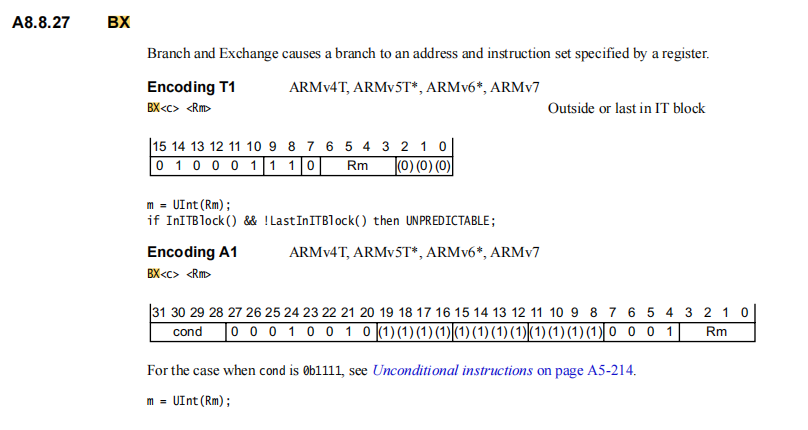 A8.8.27 BX
Branch and Exchange causes a branch to an address and instruction set specified by a register.
Encoding T1 ARMv4T, ARMv5T*, ARMv6*, ARMv7
BX<c> <Rm> Outside or last in IT block
15 14 13 12 11 10 9 8 7 6 5 4 3 2 1 0
0 1 0 0 0 1 1 1 0 Rm (0) (0) (0)
m = UInt(Rm);
if InITBlock() && !LastInITBlock() then UNPREDICTABLE;
Encoding A1 ARMv4T, ARMv5T*, ARMv6*, ARMv7
BX<c> <Rm>
31 30 29 28 27 26 25 24 23 22 21 20 19 18 17 16 15 14 13 12 11 10 9 8 7 6 5 4 3 2 1 0
cond 0 0 0 1 0 0 1 0 (1) (1) (1) (1) (1) (1) (1) (1) (1) (1) (1) (1) 0 0 0 1 Rm
For the case when cond is 0b1111, see Unconditional instructions on page A5-214.
m = UInt(Rm);